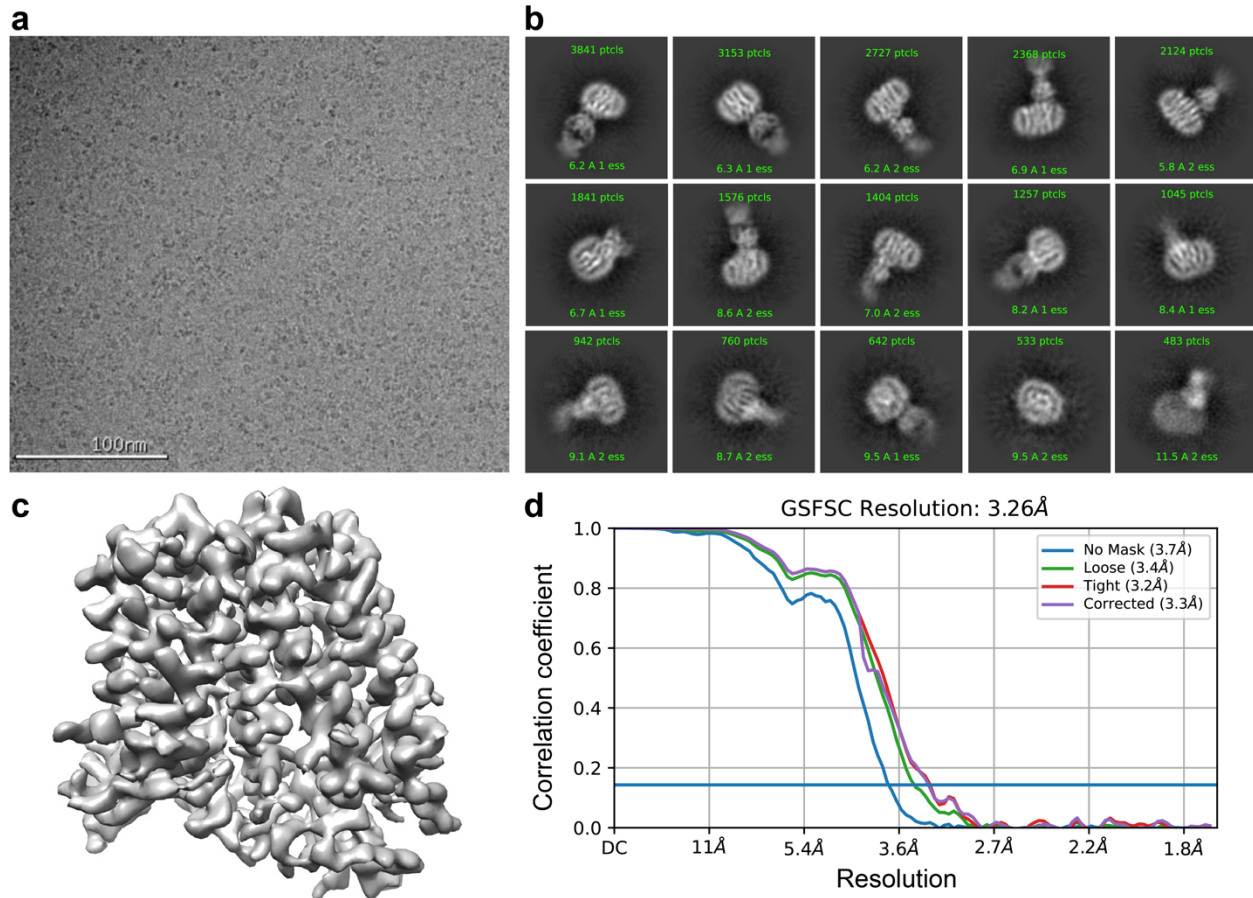 a
100nm
b
3841 ptcls
6.2 A 1 ess
3153 ptcls
6.3 A 1 ess
2727 ptcls
6.2 A 2 ess
2368 ptcls
6.9 A 1 ess
2124 ptcls
5.8 A 2 ess
1841 ptcls
6.7 A 1 ess
1576 ptcls
8.6 A 2 ess
1404 ptcls
7.0 A 2 ess
1257 ptcls
8.2 A 1 ess
1045 ptcls
8.4 A 1 ess
942 ptcls
9.1 A 2 ess
760 ptcls
8.7 A 2 ess
642 ptcls
9.5 A 1 ess
533 ptcls
9.5 A 2 ess
483 ptcls
11.5 A 2 ess
c
d
GSFSC Resolution: 3.26Å
Correlation coefficient
1.0
0.8
0.6
0.4
0.2
0.0
No Mask (3.7Å)
Loose (3.4Å)
Tight (3.2Å)
Corrected (3.3Å)
DC 11Å 5.4Å 3.6Å 2.7Å 2.2Å 1.8Å
Resolution